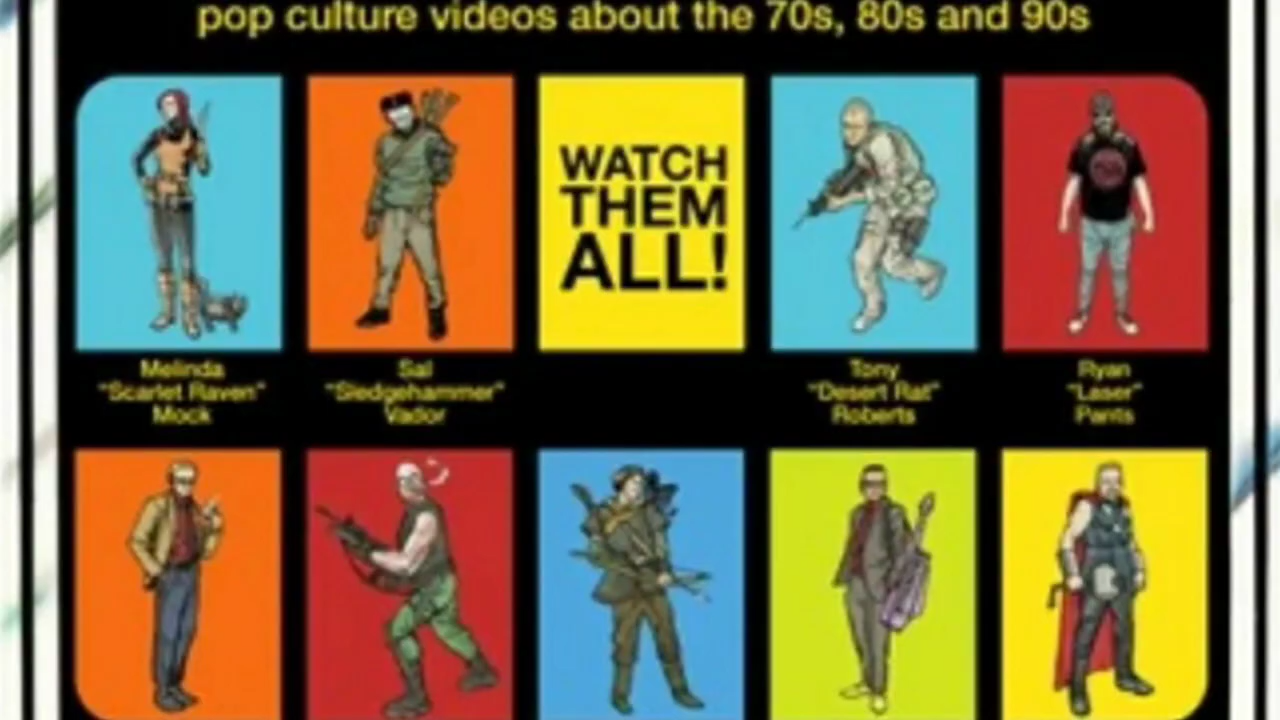 pop culture videos about the 70s, 80s and 90s
WATCH
THEM
ALL!
Melinda
"Scarlet Raven"
Mock
Sal
"Sledgehammer"
Vador
Tony
"Desert Rat"
Roberts
Ryan
"Laser"
Pants